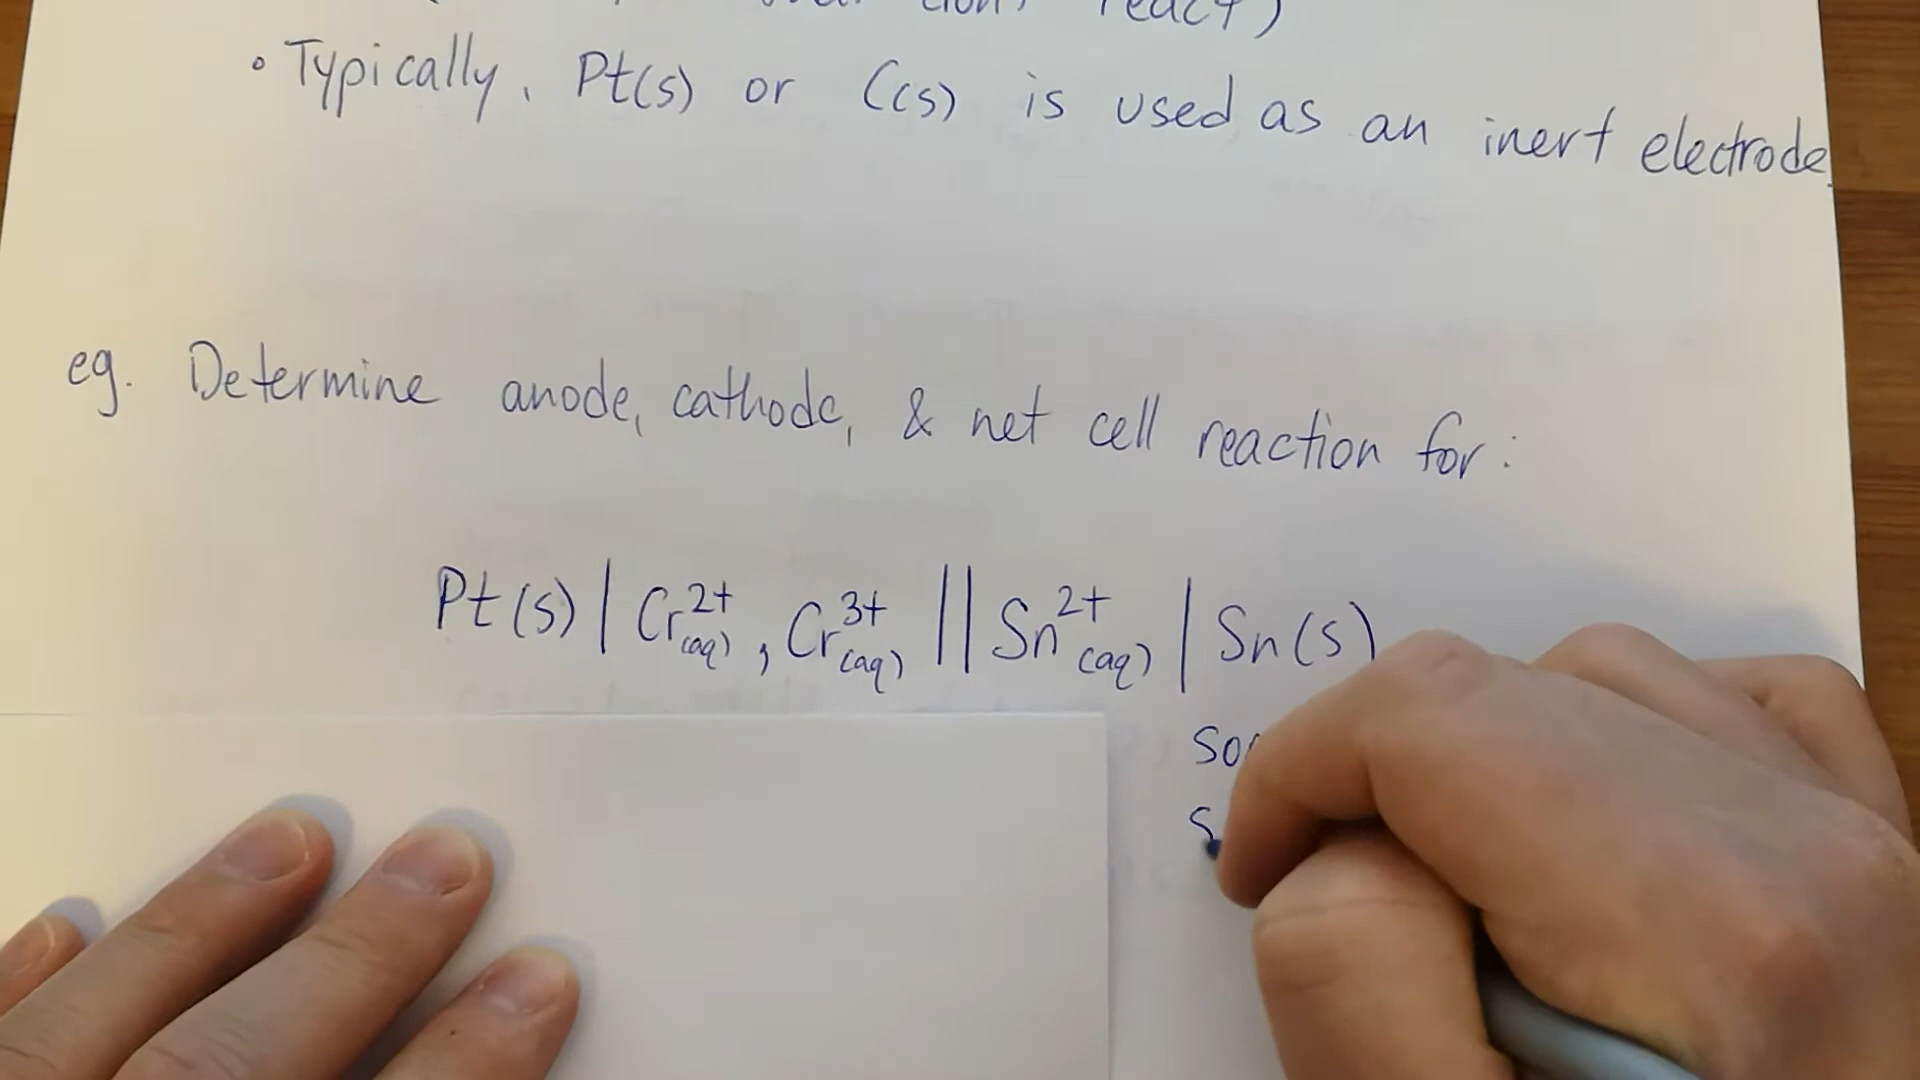 react)
• Typically, Pt(s) or C(s) is used as an inert electrode
eg. Determine anode, cathode, & net cell reaction for:
Pt(s) | Cr²⁺(aq), Cr³⁺(aq) || Sn²⁺(aq) | Sn(s)